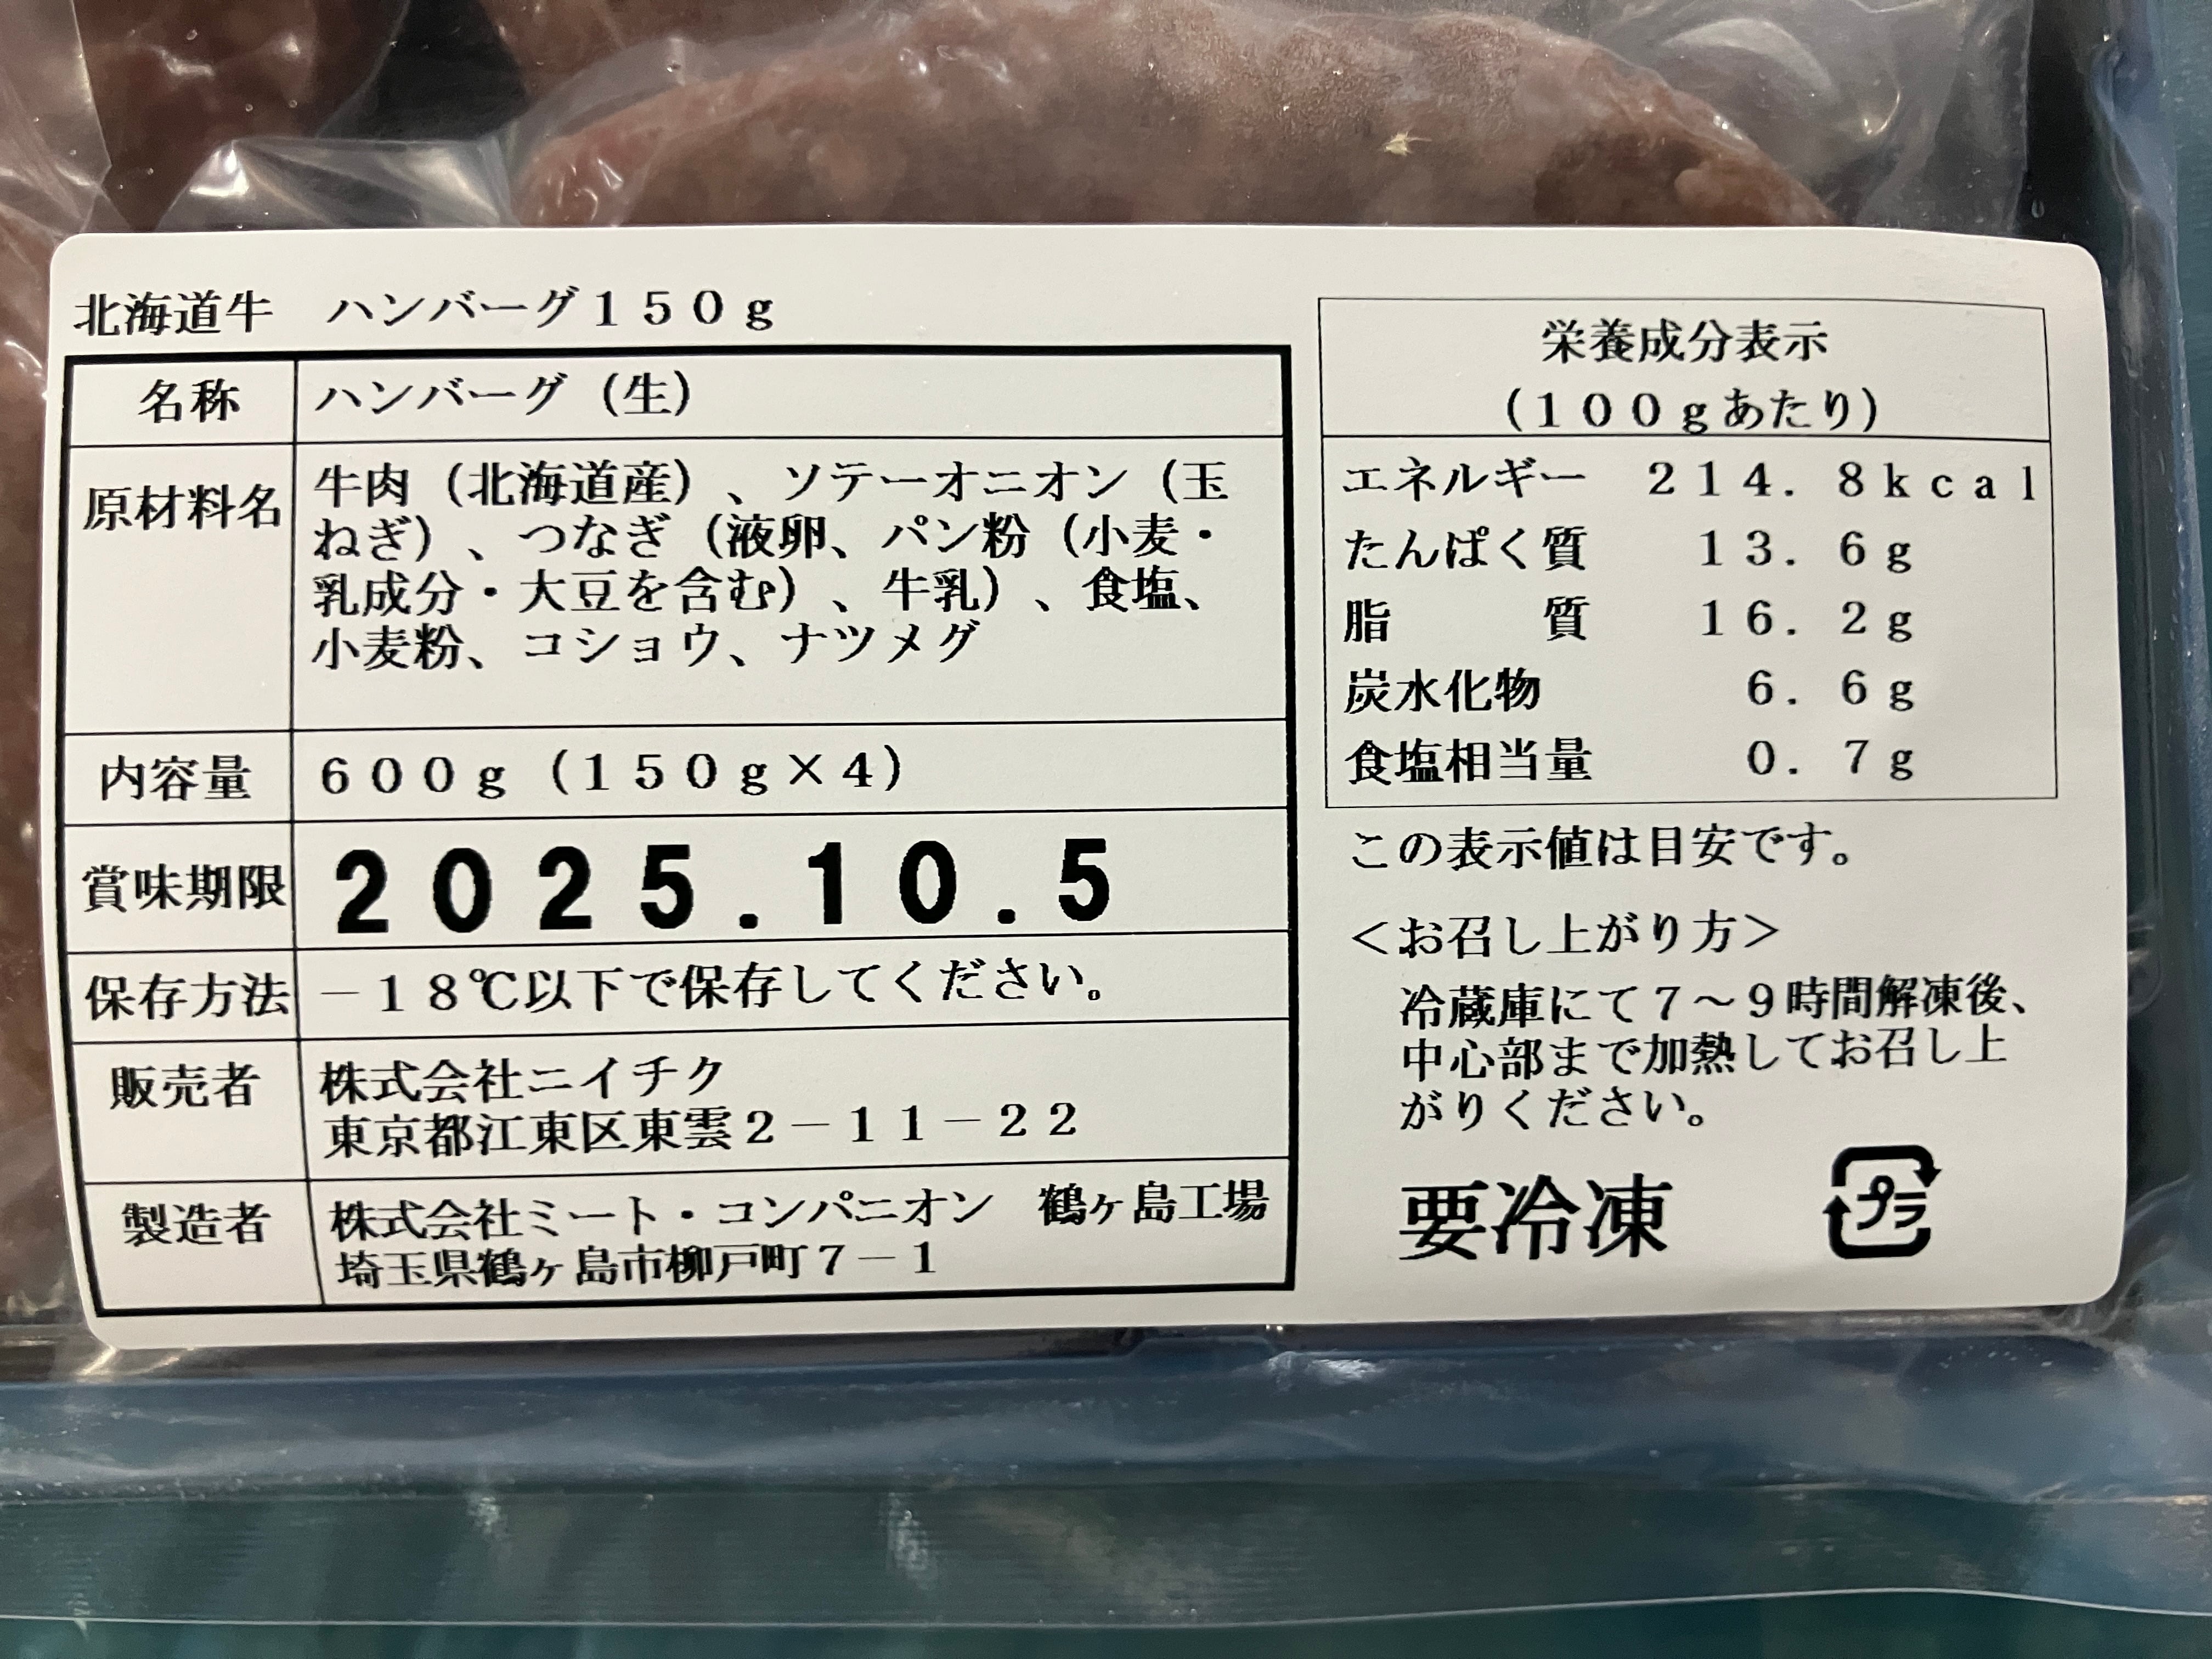 北海道牛　ハンバーグ１５０ｇ
名称
ハンバーグ（生）
原材料名
牛肉（北海道産）、ソテーオニオン（玉
ねぎ）、つなぎ（液卵、パン粉（小麦・
乳成分・大豆を含む）、牛乳）、食塩、
小麦粉、コショウ、ナツメグ
内容量
６００ｇ（１５０ｇ×４）
賞味期限
2025.10.5
保存方法
－１８℃以下で保存してください。
販売者
株式会社ニイチク
東京都江東区東雲２－１１－２２
製造者
株式会社ミート・コンパニオン　鶴ヶ島工場
埼玉県鶴ヶ島市柳戸町７－１
栄養成分表示
（１００ｇあたり）
エネルギー　２１４．８ｋｃａｌ
たんぱく質　１３．６ｇ
脂　　　質　１６．２ｇ
炭水化物　６．６ｇ
食塩相当量　０．７ｇ
この表示値は目安です。
＜お召し上がり方＞
冷蔵庫にて７～９時間解凍後、
中心部まで加熱してお召し上
がりください。
要冷凍
プラ